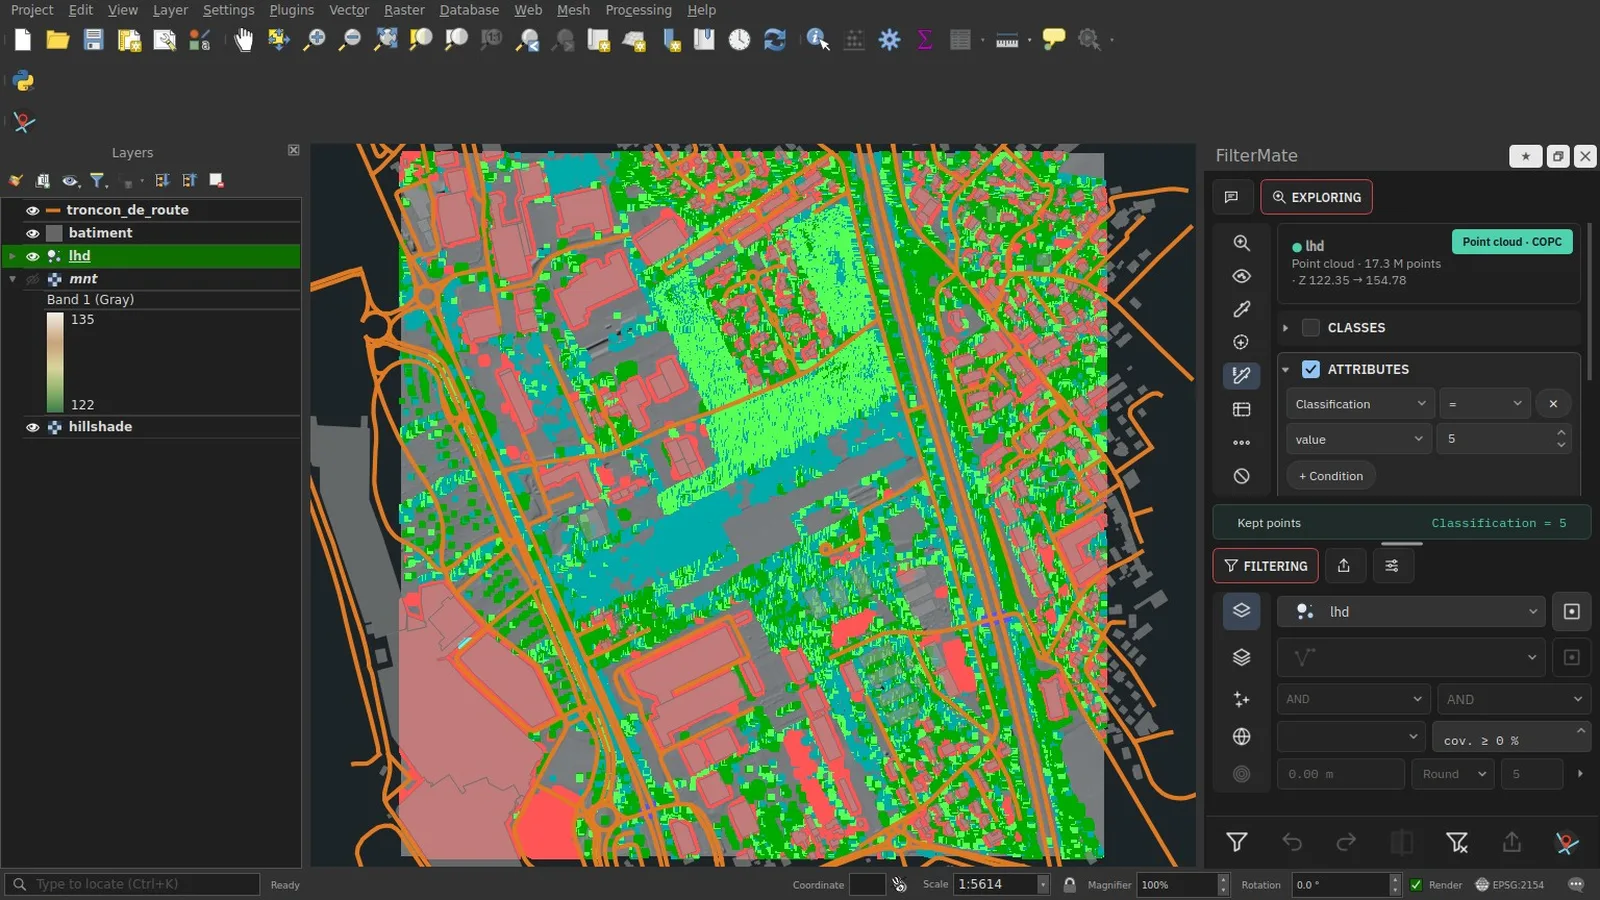 Project Edit View Layer Settings Plugins Vector Raster Database Web Mesh Processing Help
Layers
troncon_de_route
batiment
lhd
mnt
Band 1 (Gray)
135
122
hillshade
FilterMate
EXPLORING
lhd
Point cloud · COPC
Point cloud · 17.3 M points
· Z 122.35 → 154.78
CLASSES
ATTRIBUTES
Classification =
value 5
+ Condition
Kept points Classification = 5
FILTERING
lhd
AND AND
cov. ≥ 0 %
0.00 m Round 5
Type to locate (Ctrl+K) Ready Coordinate Scale 1:5614 Magnifier 100% Rotation 0.0 ° Render EPSG:2154